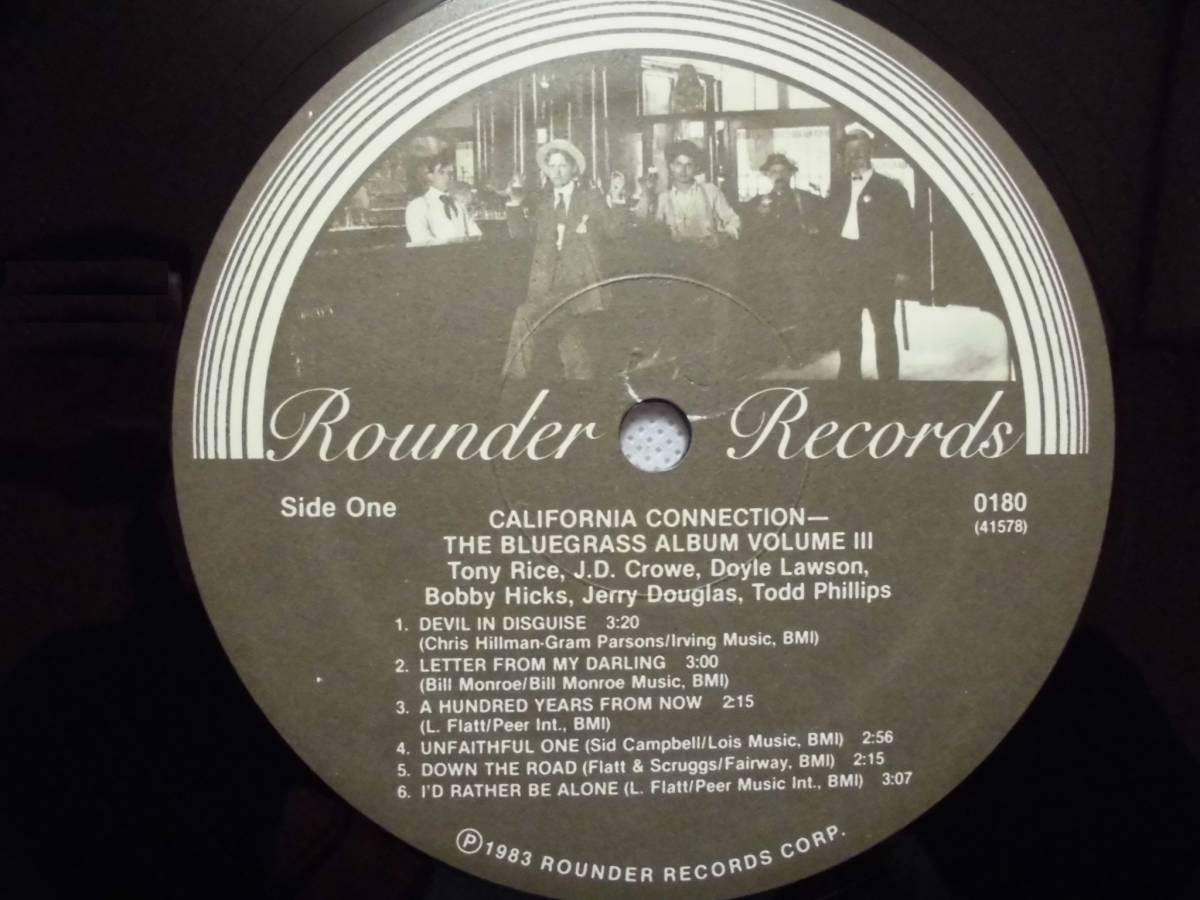 Rounder Records
Side One
0180
(41578)
CALIFORNIA CONNECTION—
THE BLUEGRASS ALBUM VOLUME III
Tony Rice, J.D. Crowe, Doyle Lawson,
Bobby Hicks, Jerry Douglas, Todd Phillips
1. DEVIL IN DISGUISE 3:20
(Chris Hillman-Gram Parsons/Irving Music, BMI)
2. LETTER FROM MY DARLING 3:00
(Bill Monroe/Bill Monroe Music, BMI)
3. A HUNDRED YEARS FROM NOW 2:15
(L. Flatt/Peer Int., BMI)
4. UNFAITHFUL ONE (Sid Campbell/Lois Music, BMI) 2:56
5. DOWN THE ROAD (Flatt & Scruggs/Fairway, BMI) 2:15
6. I'D RATHER BE ALONE (L. Flatt/Peer Music Int., BMI) 3:07
Ⓟ1983 ROUNDER RECORDS CORP.